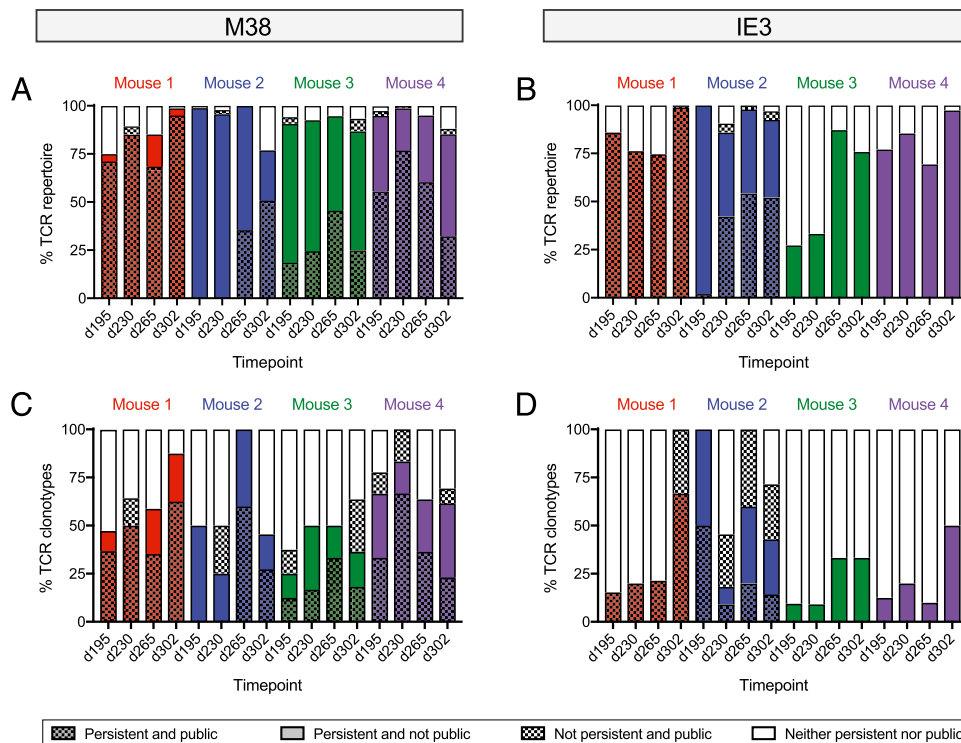 M38
IE3
A
Mouse 1 Mouse 2 Mouse 3 Mouse 4
% TCR repertoire
100
75
50
25
0
d195 d230 d265 d302 d195 d230 d265 d302 d195 d230 d265 d302 d195 d230 d265 d302
Timepoint
B
Mouse 1 Mouse 2 Mouse 3 Mouse 4
% TCR repertoire
100
75
50
25
0
d195 d230 d265 d302 d195 d230 d265 d302 d195 d230 d265 d302 d195 d230 d265 d302
Timepoint
C
Mouse 1 Mouse 2 Mouse 3 Mouse 4
% TCR clonotypes
100
75
50
25
0
d195 d230 d265 d302 d195 d230 d265 d302 d195 d230 d265 d302 d195 d230 d265 d302
Timepoint
D
Mouse 1 Mouse 2 Mouse 3 Mouse 4
% TCR clonotypes
100
75
50
25
0
d195 d230 d265 d302 d195 d230 d265 d302 d195 d230 d265 d302 d195 d230 d265 d302
Timepoint
Persistent and public Persistent and not public Not persistent and public Neither persistent nor public